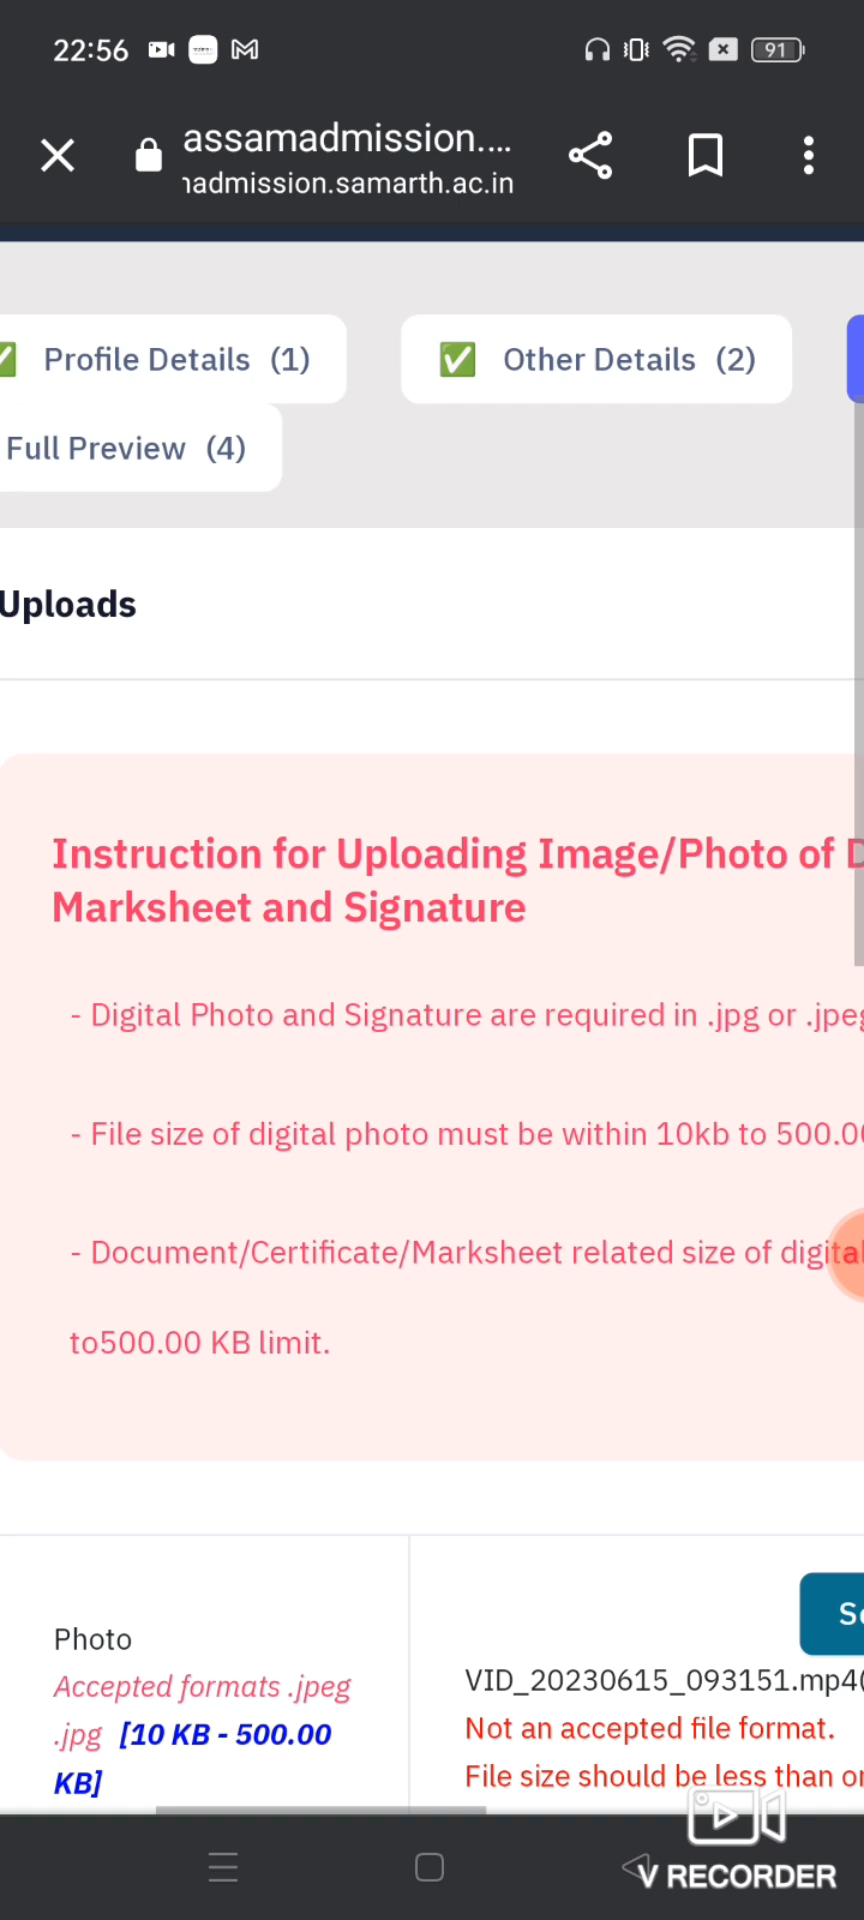 22:56
91
assamadmission....
admission.samarth.ac.in
Profile Details (1)
Other Details (2)
Full Preview (4)
Uploads
Instruction for Uploading Image/Photo of
Marksheet and Signature
- Digital Photo and Signature are required in .jpg or .jpeg
- File size of digital photo must be within 10kb to 500.00
- Document/Certificate/Marksheet related size of digital
to500.00 KB limit.
Photo
Accepted formats .jpeg
.jpg [10 KB - 500.00
KB]
VID_20230615_093151.mp4(
Not an accepted file format.
File size should be less than or
V RECORDER